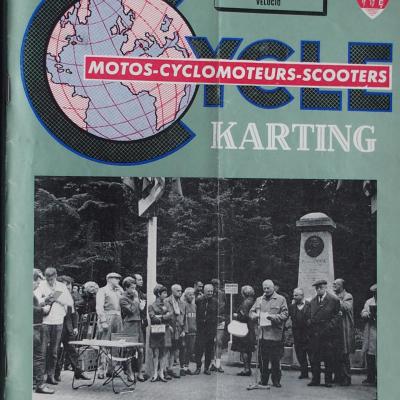 VELOCIO
CYCLE
MOTOS-CYCLOMOTEURS-SCOOTERS
KARTING